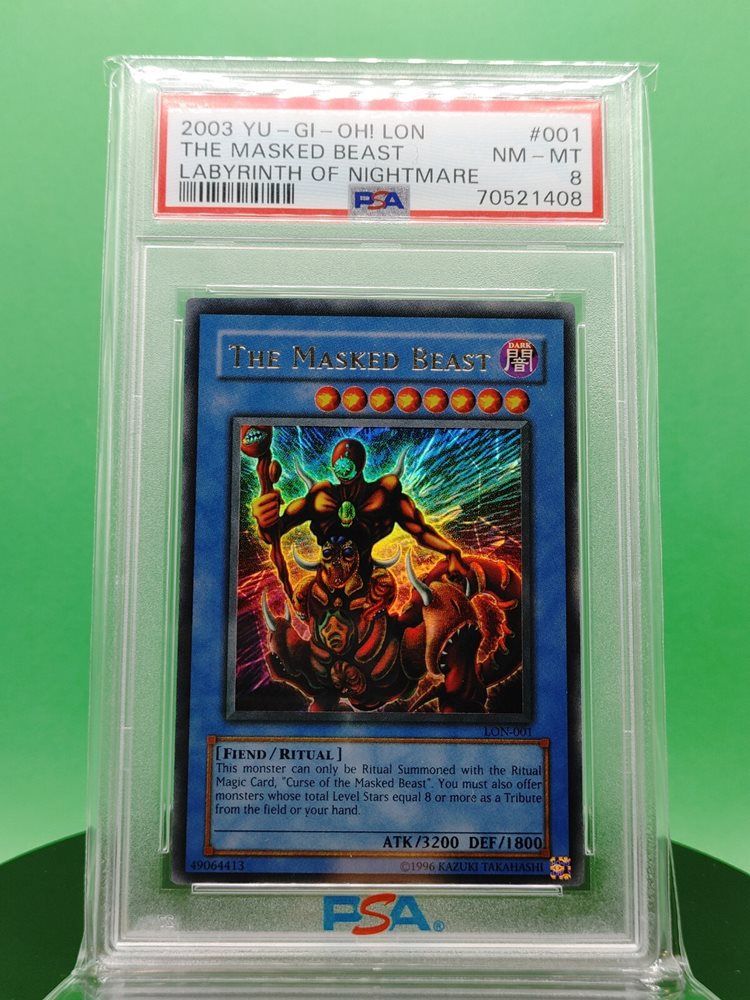 2003 YU-GI-OH! LON #001
THE MASKED BEAST NM-MT
LABYRINTH OF NIGHTMARE 8
PSA 70521408
THE MASKED BEAST
DARK
闇
LON-001
[FIEND/RITUAL]
This monster can only be Ritual Summoned with the Ritual
Magic Card, "Curse of the Masked Beast". You must also offer
monsters whose total Level Stars equal 8 or more as a Tribute
from the field or your hand.
ATK/3200 DEF/1800
49064413 ©1996 KAZUKI TAKAHASHI
PSA®